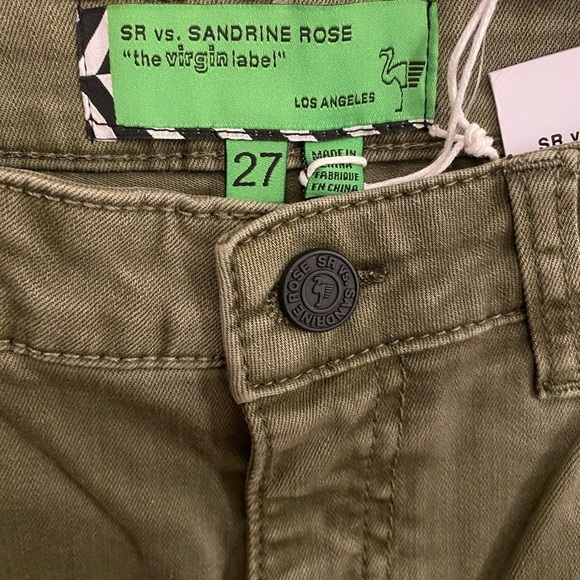 SR vs. SANDRINE ROSE
"the virgin label"
LOS ANGELES
27
MADE IN
CHINA
FABRIQUE
EN CHINA
SR vs. SANDRINE ROSE
SR v